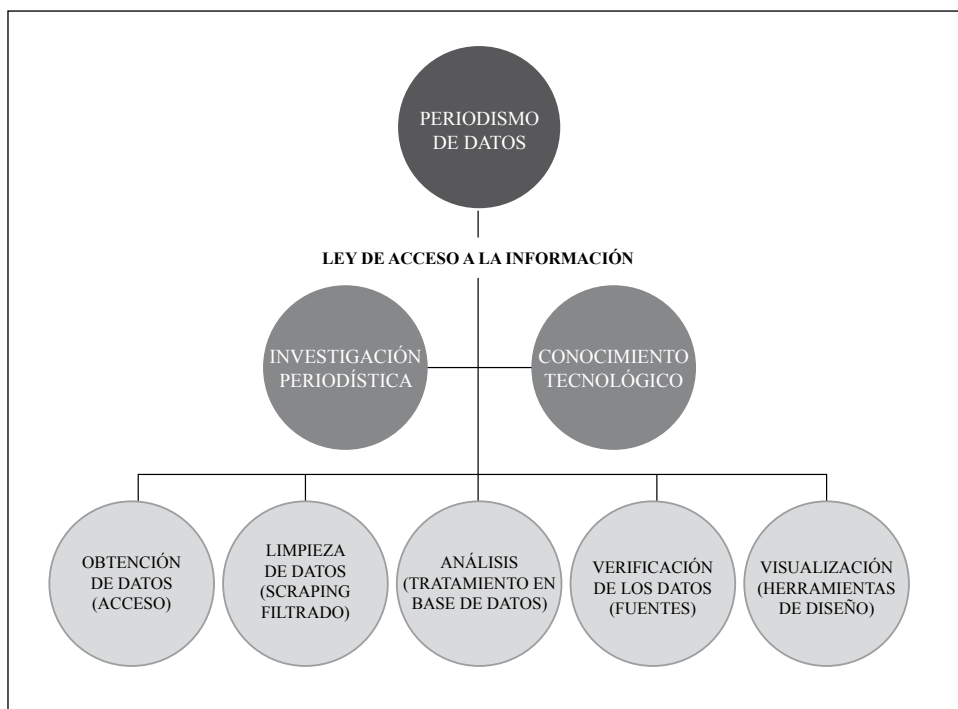 PERIODISMO
DE DATOS
LEY DE ACCESO A LA INFORMACIÓN
INVESTIGACIÓN
PERIODÍSTICA
CONOCIMIENTO
TECNOLÓGICO
OBTENCIÓN
DE DATOS
(ACCESO)
LIMPIEZA
DE DATOS
(SCRAPING
FILTRADO)
ANÁLISIS
(TRATAMIENTO EN
BASE DE DATOS)
VERIFICACIÓN
DE LOS DATOS
(FUENTES)
VISUALIZACIÓN
(HERRAMIENTAS
DE DISEÑO)